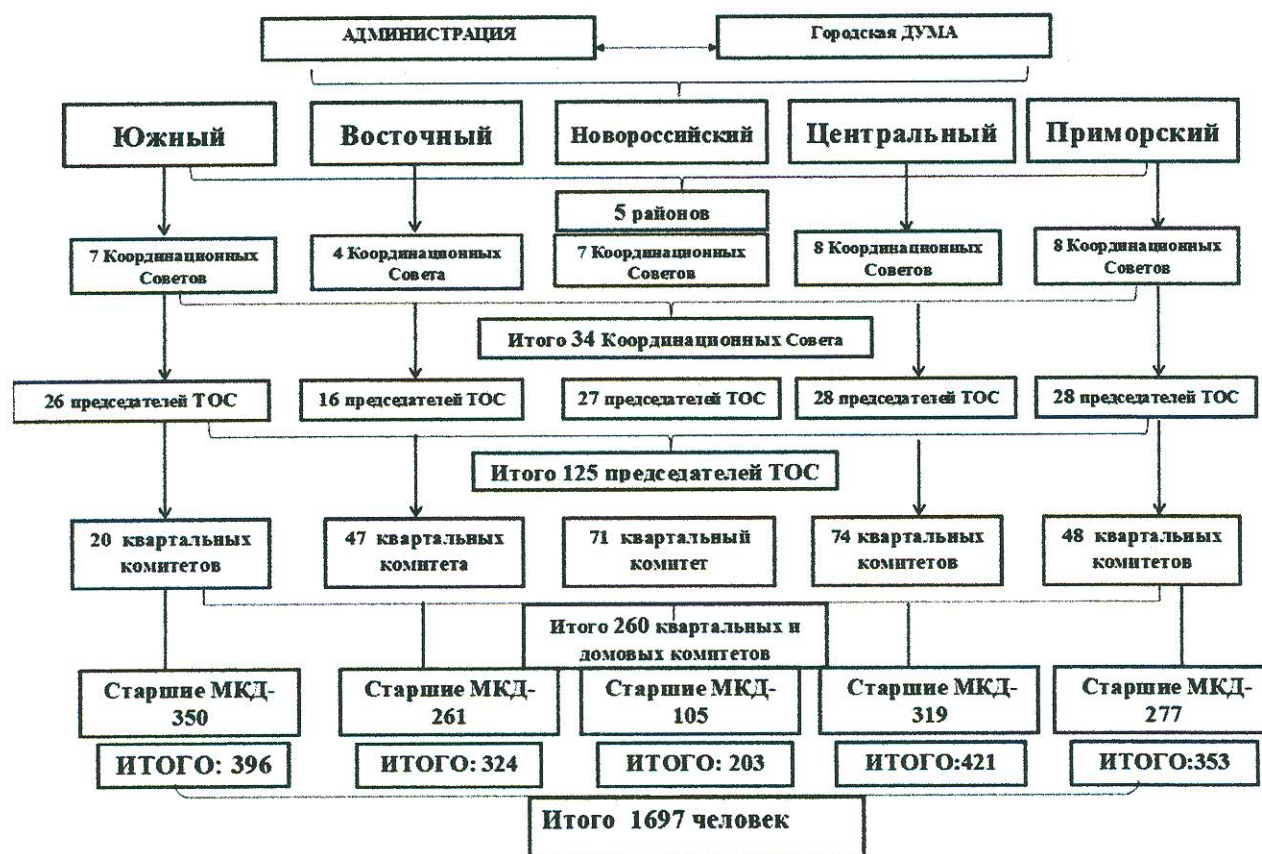 АДМИНИСТРАЦИЯ
Городская ДУМА
Южный
Восточный
Новороссийский
Центральный
Приморский
5 районов
7 Координационных
Советов
4 Координационных
Совета
7 Координационных
Советов
8 Координационных
Советов
8 Координационных
Советов
Итого 34 Координационных Совета
26 председателей ТОС
16 председателей ТОС
27 председателей ТОС
28 председателей ТОС
28 председателей ТОС
Итого 125 председателей ТОС
20 квартальных
комитетов
47 квартальных
комитета
71 квартальный
комитет
74 квартальных
комитетов
48 квартальных
комитетов
Итого 260 квартальных и
домовых комитетов
Старшие МКД-
350
Старшие МКД-
261
Старшие МКД-
105
Старшие МКД-
319
Старшие МКД-
277
ИТОГО: 396
ИТОГО: 324
ИТОГО: 203
ИТОГО:421
ИТОГО:353
Итого 1697 человек